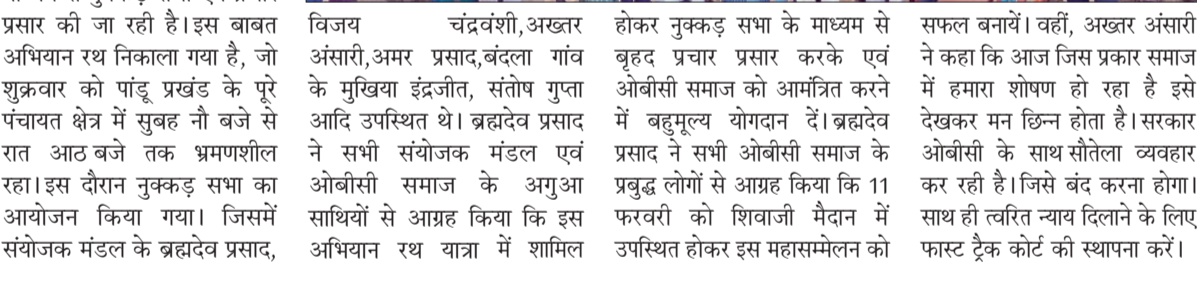 प्रसार की जा रही है। इस बाबत
अभियान रथ निकाला गया है, जो
शुक्रवार को पांडू प्रखंड के पूरे
पंचायत क्षेत्र में सुबह नौ बजे से
रात आठ बजे तक भ्रमणशील
रहा। इस दौरान नुक्कड़ सभा का
आयोजन किया गया। जिसमें
संयोजक मंडल के ब्रह्मदेव प्रसाद,
विजय चंद्रवंशी,अख्तर
अंसारी,अमर प्रसाद,बंदला गांव
के मुखिया इंद्रजीत, संतोष गुप्ता
आदि उपस्थित थे। ब्रह्मदेव प्रसाद
ने सभी संयोजक मंडल एवं
ओबीसी समाज के अगुआ
साथियों से आग्रह किया कि इस
अभियान रथ यात्रा में शामिल
होकर नुक्कड़ सभा के माध्यम से
बृहद प्रचार प्रसार करके एवं
ओबीसी समाज को आमंत्रित करने
में बहुमूल्य योगदान दें। ब्रह्मदेव
प्रसाद ने सभी ओबीसी समाज के
प्रबुद्ध लोगों से आग्रह किया कि 11
फरवरी को शिवाजी मैदान में
उपस्थित होकर इस महासम्मेलन को
सफल बनायें। वहीं, अख्तर अंसारी
ने कहा कि आज जिस प्रकार समाज
में हमारा शोषण हो रहा है इसे
देखकर मन छिन्न होता है। सरकार
ओबीसी के साथ सौतेला व्यवहार
कर रही है। जिसे बंद करना होगा।
साथ ही त्वरित न्याय दिलाने के लिए
फास्ट ट्रैक कोर्ट की स्थापना करें।